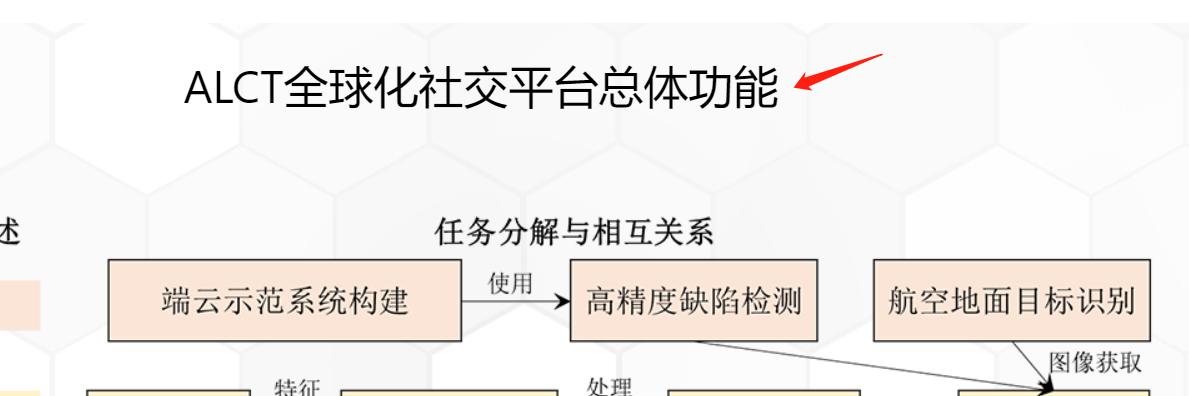 ALCT全球化社交平台总体功能
述
任务分解与相互关系
端云示范系统构建
使用
高精度缺陷检测
航空地面目标识别
图像获取
特征
处理